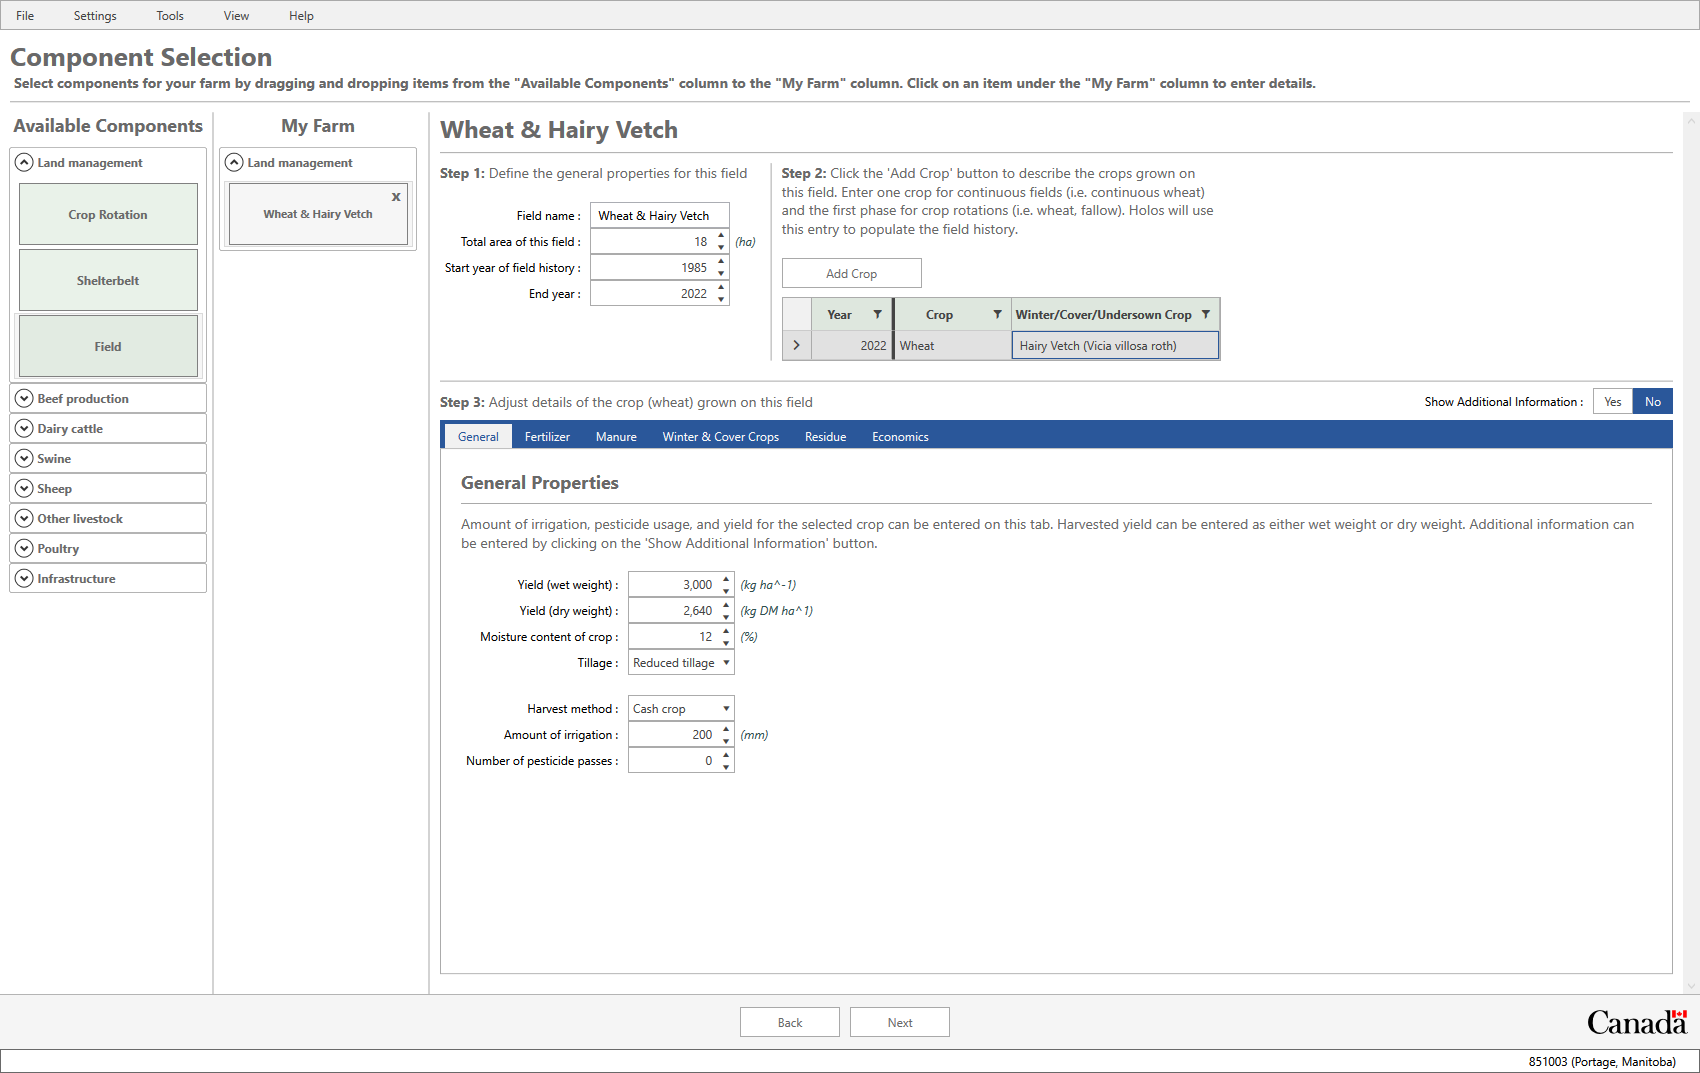 File Settings Tools View Help
Component Selection
Select components for your farm by dragging and dropping items from the "Available Components" column to the "My Farm" column. Click on an item under the "My Farm" column to enter details.
Available Components
Land management
Crop Rotation
Shelterbelt
Field
Beef production
Dairy cattle
Swine
Sheep
Other livestock
Poultry
Infrastructure
My Farm
Land management
x
Wheat & Hairy Vetch
Wheat & Hairy Vetch
Step 1: Define the general properties for this field
Field name : Wheat & Hairy Vetch
Total area of this field : 18 (ha)
Start year of field history : 1985
End year : 2022
Step 2: Click the 'Add Crop' button to describe the crops grown on
this field. Enter one crop for continuous fields (i.e. continuous wheat)
and the first phase for crop rotations (i.e. wheat, fallow). Holos will use
this entry to populate the field history.
Add Crop
Year Crop Winter/Cover/Undersown Crop
2022 Wheat Hairy Vetch (Vicia villosa roth)
Step 3: Adjust details of the crop (wheat) grown on this field
Show Additional Information : Yes No
General Fertilizer Manure Winter & Cover Crops Residue Economics
General Properties
Amount of irrigation, pesticide usage, and yield for the selected crop can be entered on this tab. Harvested yield can be entered as either wet weight or dry weight. Additional information can
be entered by clicking on the 'Show Additional Information' button.
Yield (wet weight) : 3,000 (kg ha^-1)
Yield (dry weight) : 2,640 (kg DM ha^1)
Moisture content of crop : 12 (%)
Tillage : Reduced tillage
Harvest method : Cash crop
Amount of irrigation : 200 (mm)
Number of pesticide passes : 0
Back Next
Canada
851003 (Portage, Manitoba)